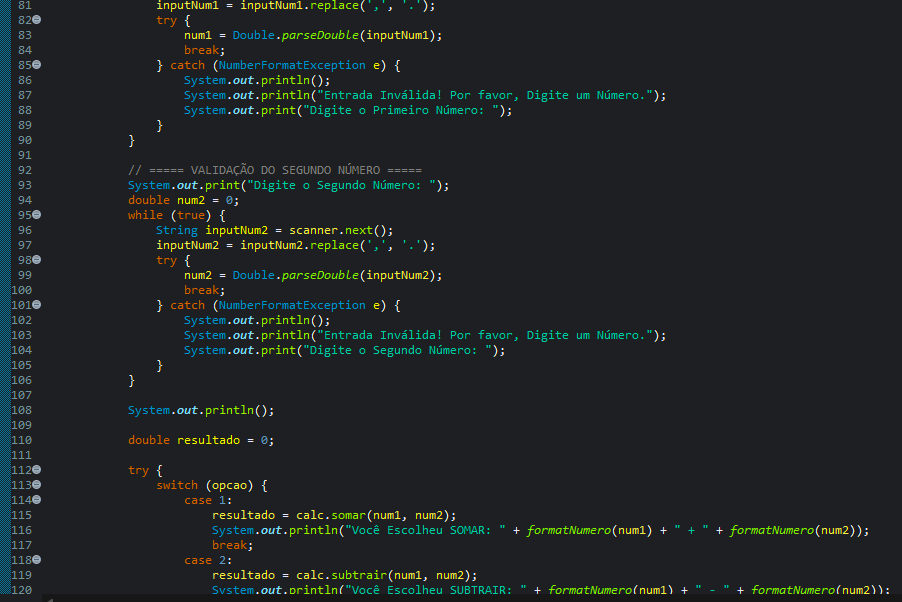 81 inputNum1 = inputNum1.replace(',', '.');
82 try {
83 num1 = Double.parseDouble(inputNum1);
84 break;
85 } catch (NumberFormatException e) {
86 System.out.println();
87 System.out.println("Entrada Inválida! Por favor, Digite um Número.");
88 System.out.print("Digite o Primeiro Número: ");
89 }
90 }
91
92 // ===== VALIDAÇÃO DO SEGUNDO NÚMERO =====
93 System.out.print("Digite o Segundo Número: ");
94 double num2 = 0;
95 while (true) {
96 String inputNum2 = scanner.next();
97 inputNum2 = inputNum2.replace(',', '.');
98 try {
99 num2 = Double.parseDouble(inputNum2);
100 break;
101 } catch (NumberFormatException e) {
102 System.out.println();
103 System.out.println("Entrada Inválida! Por favor, Digite um Número.");
104 System.out.print("Digite o Segundo Número: ");
105 }
106 }
107
108 System.out.println();
109
110 double resultado = 0;
111
112 try {
113 switch (opcao) {
114 case 1:
115 resultado = calc.somar(num1, num2);
116 System.out.println("Você Escolheu SOMAR: " + formatNumero(num1) + " + " + formatNumero(num2));
117 break;
118 case 2:
119 resultado = calc.subtrair(num1, num2);
120 System.out.println("Você Escolheu SUBTRAIR: " + formatNumero(num1) + " - " + formatNumero(num2));